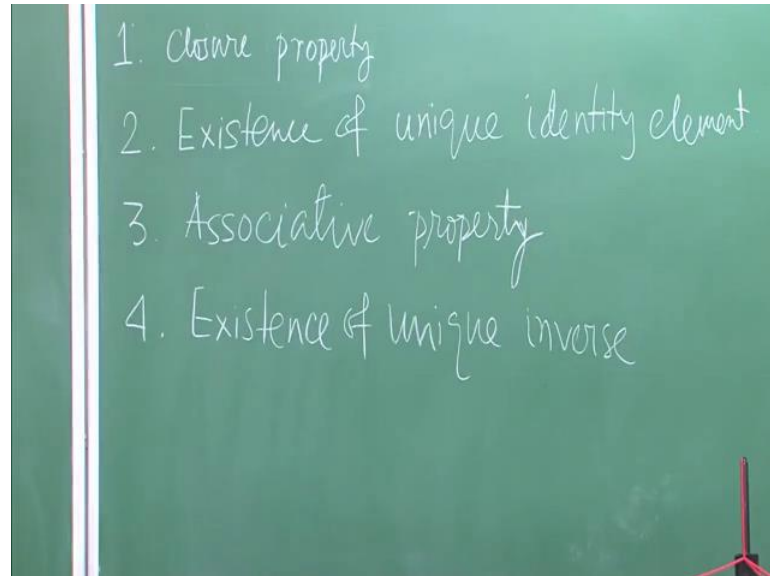 1. Closure property
2. Existence of unique identity element
3. Associative property
4. Existence of unique inverse